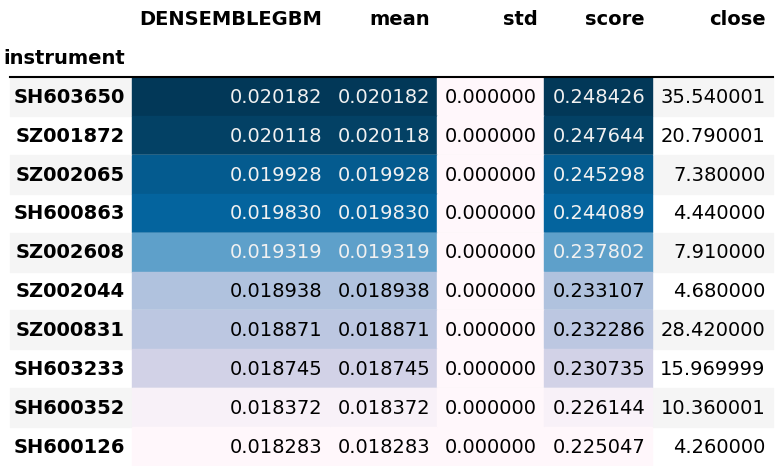 DENSEMBLEGBM mean std score close
instrument
SH603650 0.020182 0.020182 0.000000 0.248426 35.540001
SZ001872 0.020118 0.020118 0.000000 0.247644 20.790001
SZ002065 0.019928 0.019928 0.000000 0.245298 7.380000
SH600863 0.019830 0.019830 0.000000 0.244089 4.440000
SZ002608 0.019319 0.019319 0.000000 0.237802 7.910000
SZ002044 0.018938 0.018938 0.000000 0.233107 4.680000
SZ000831 0.018871 0.018871 0.000000 0.232286 28.420000
SH603233 0.018745 0.018745 0.000000 0.230735 15.969999
SH600352 0.018372 0.018372 0.000000 0.226144 10.360001
SH600126 0.018283 0.018283 0.000000 0.225047 4.260000